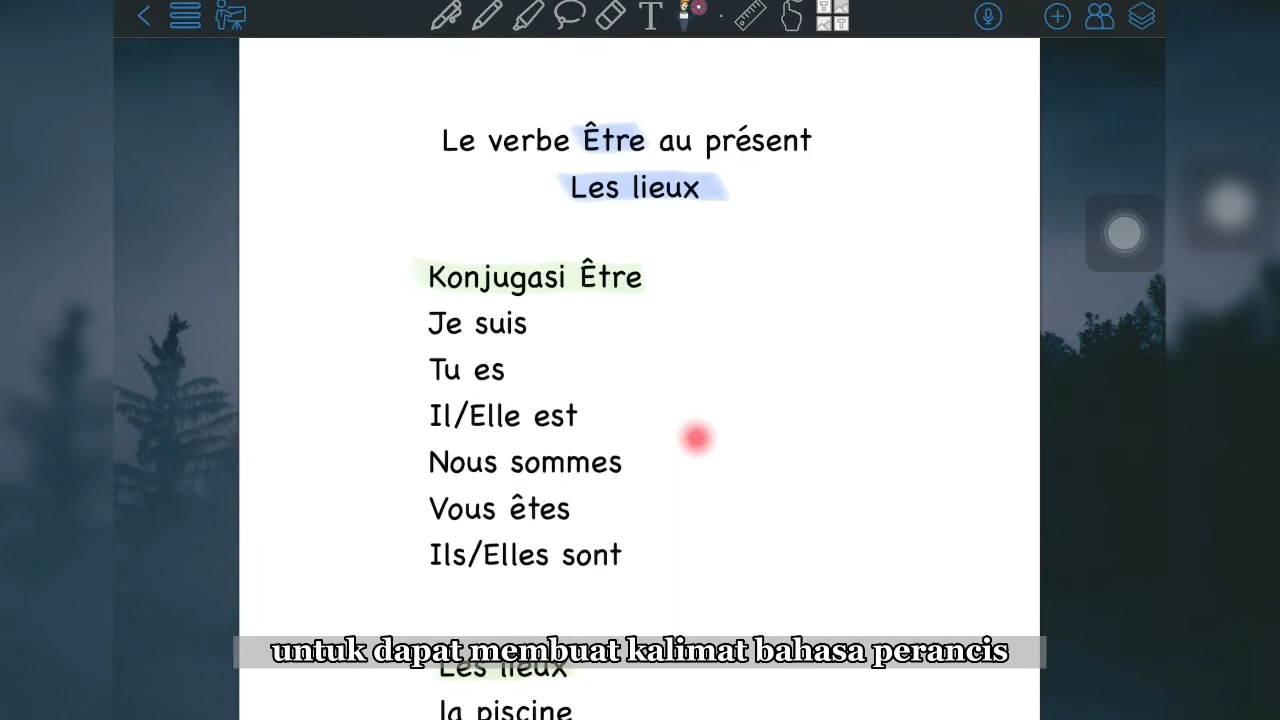 Le verbe Être au présent
Les lieux
Konjugasi Être
Je suis
Tu es
Il/Elle est
Nous sommes
Vous êtes
Ils/Elles sont
untuk dapat membuat kalimat bahasa perancis
Les lieux
la piscine